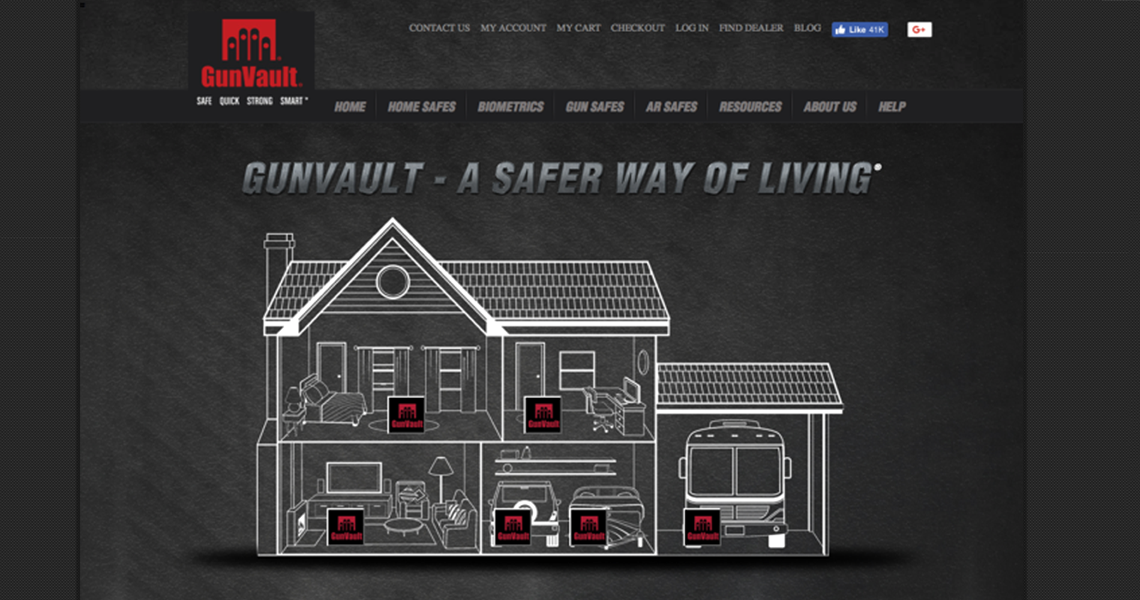 CONTACT US MY ACCOUNT MY CART CHECKOUT LOG IN FIND DEALER BLOG Like 41K G+
GunVault®
SAFE QUICK STRONG SMART™
HOME HOME SAFES BIOMETRICS GUN SAFES AR SAFES RESOURCES ABOUT US HELP
GUNVAULT - A SAFER WAY OF LIVING
GunVault GunVault
GunVault GunVault GunVault GunVault